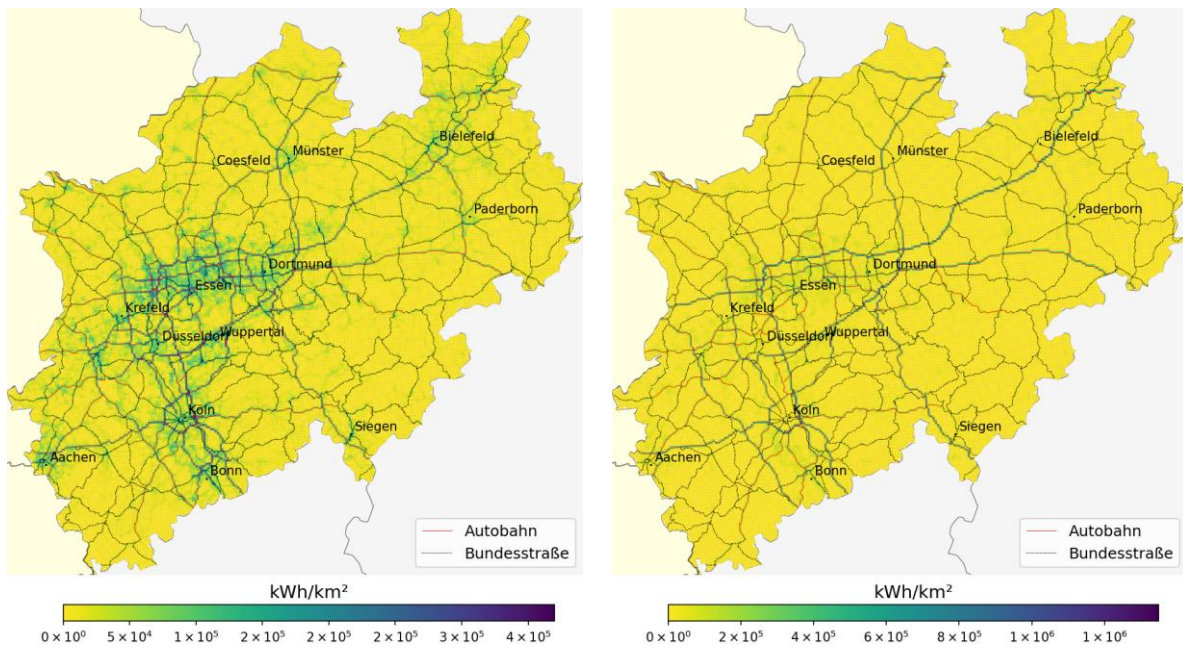 Bielefeld
Münster
Coesfeld
Paderborn
Dortmund
Essen
Krefeld
Düsseldorf
Wuppertal
Köln
Siegen
Aachen
Bonn
Autobahn
Bundesstraße
kWh/km²
0 × 10⁰ 5 × 10⁴ 1 × 10⁵ 2 × 10⁵ 2 × 10⁵ 2 × 10⁵ 3 × 10⁵ 4 × 10⁵
Bielefeld
Münster
Coesfeld
Paderborn
Dortmund
Essen
Krefeld
Düsseldorf
Wuppertal
Köln
Siegen
Aachen
Bonn
Autobahn
Bundesstraße
kWh/km²
0 × 10⁰ 2 × 10⁵ 4 × 10⁵ 6 × 10⁵ 8 × 10⁵ 1 × 10⁶ 1 × 10⁶